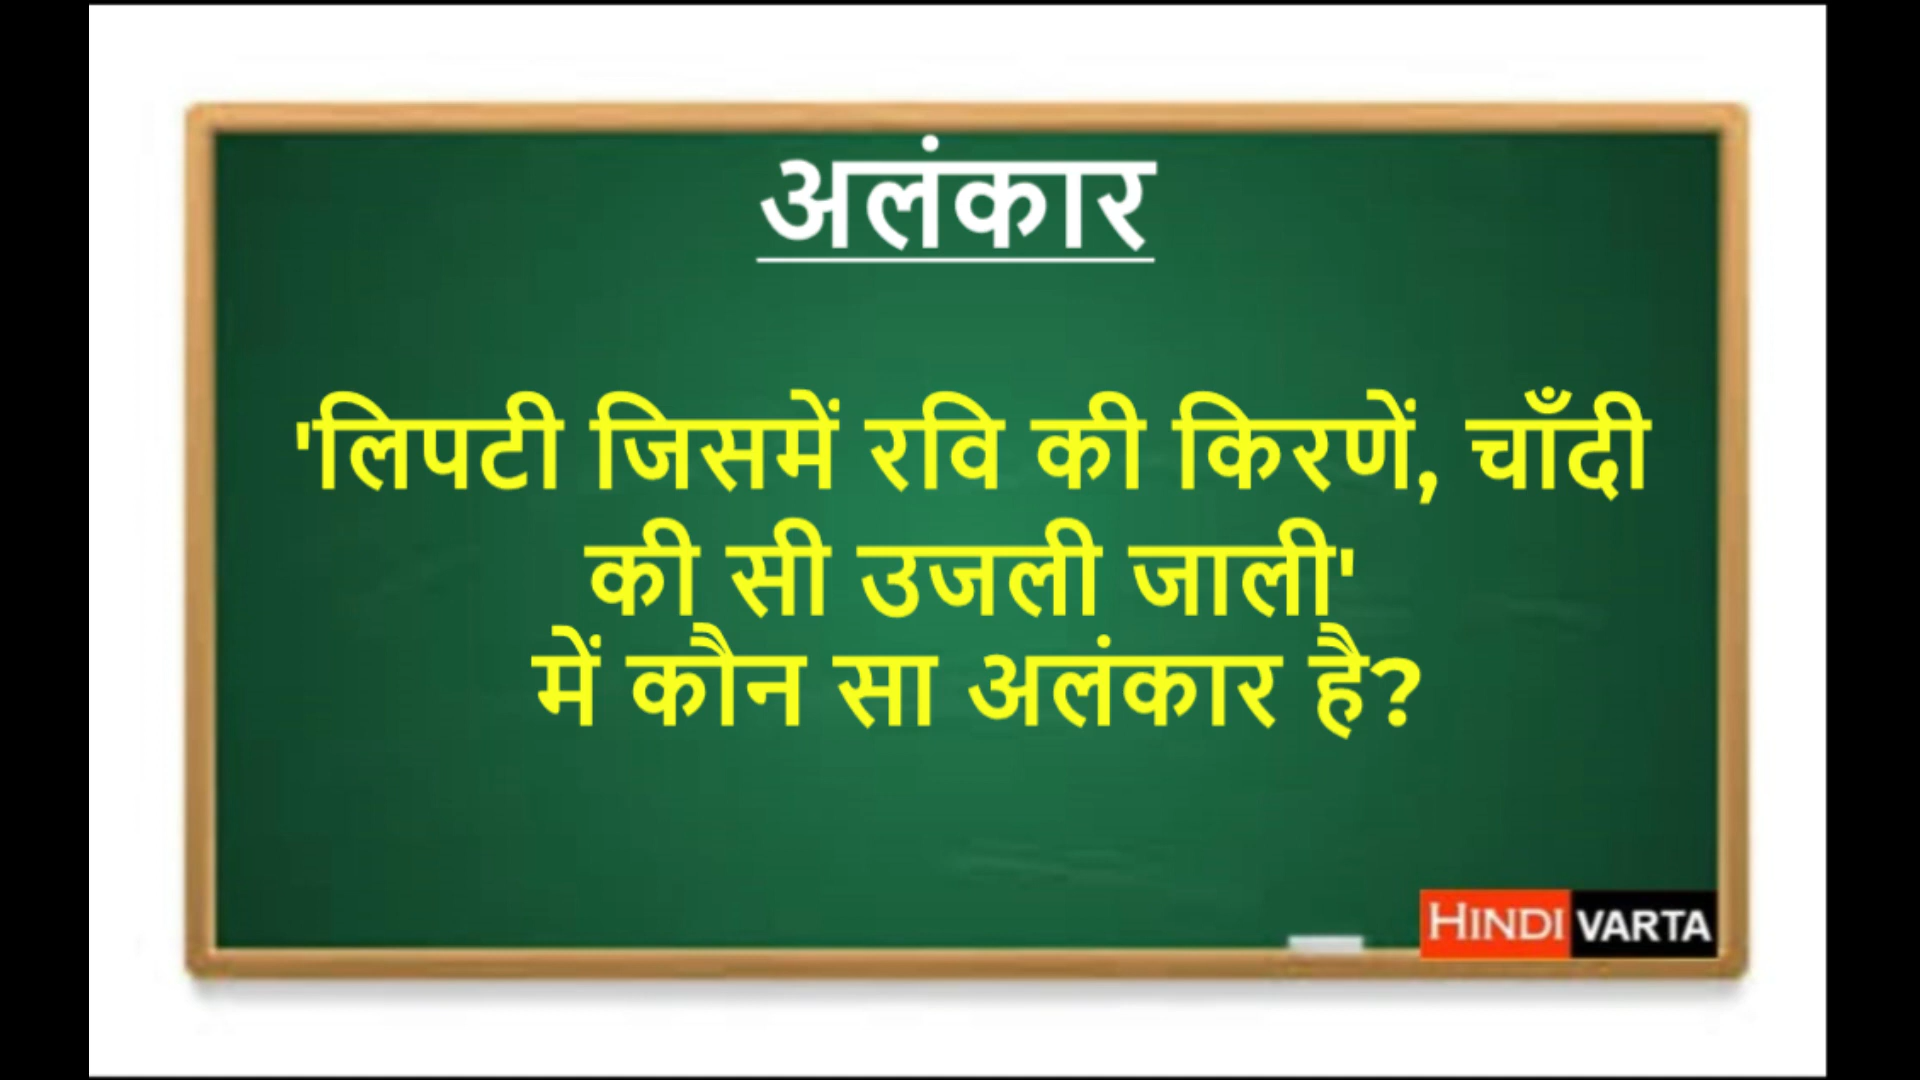 अलंकार
'लिपटी जिसमें रवि की किरणें, चाँदी
की सी उजली जाली'
में कौन सा अलंकार है?
HINDI VARTA